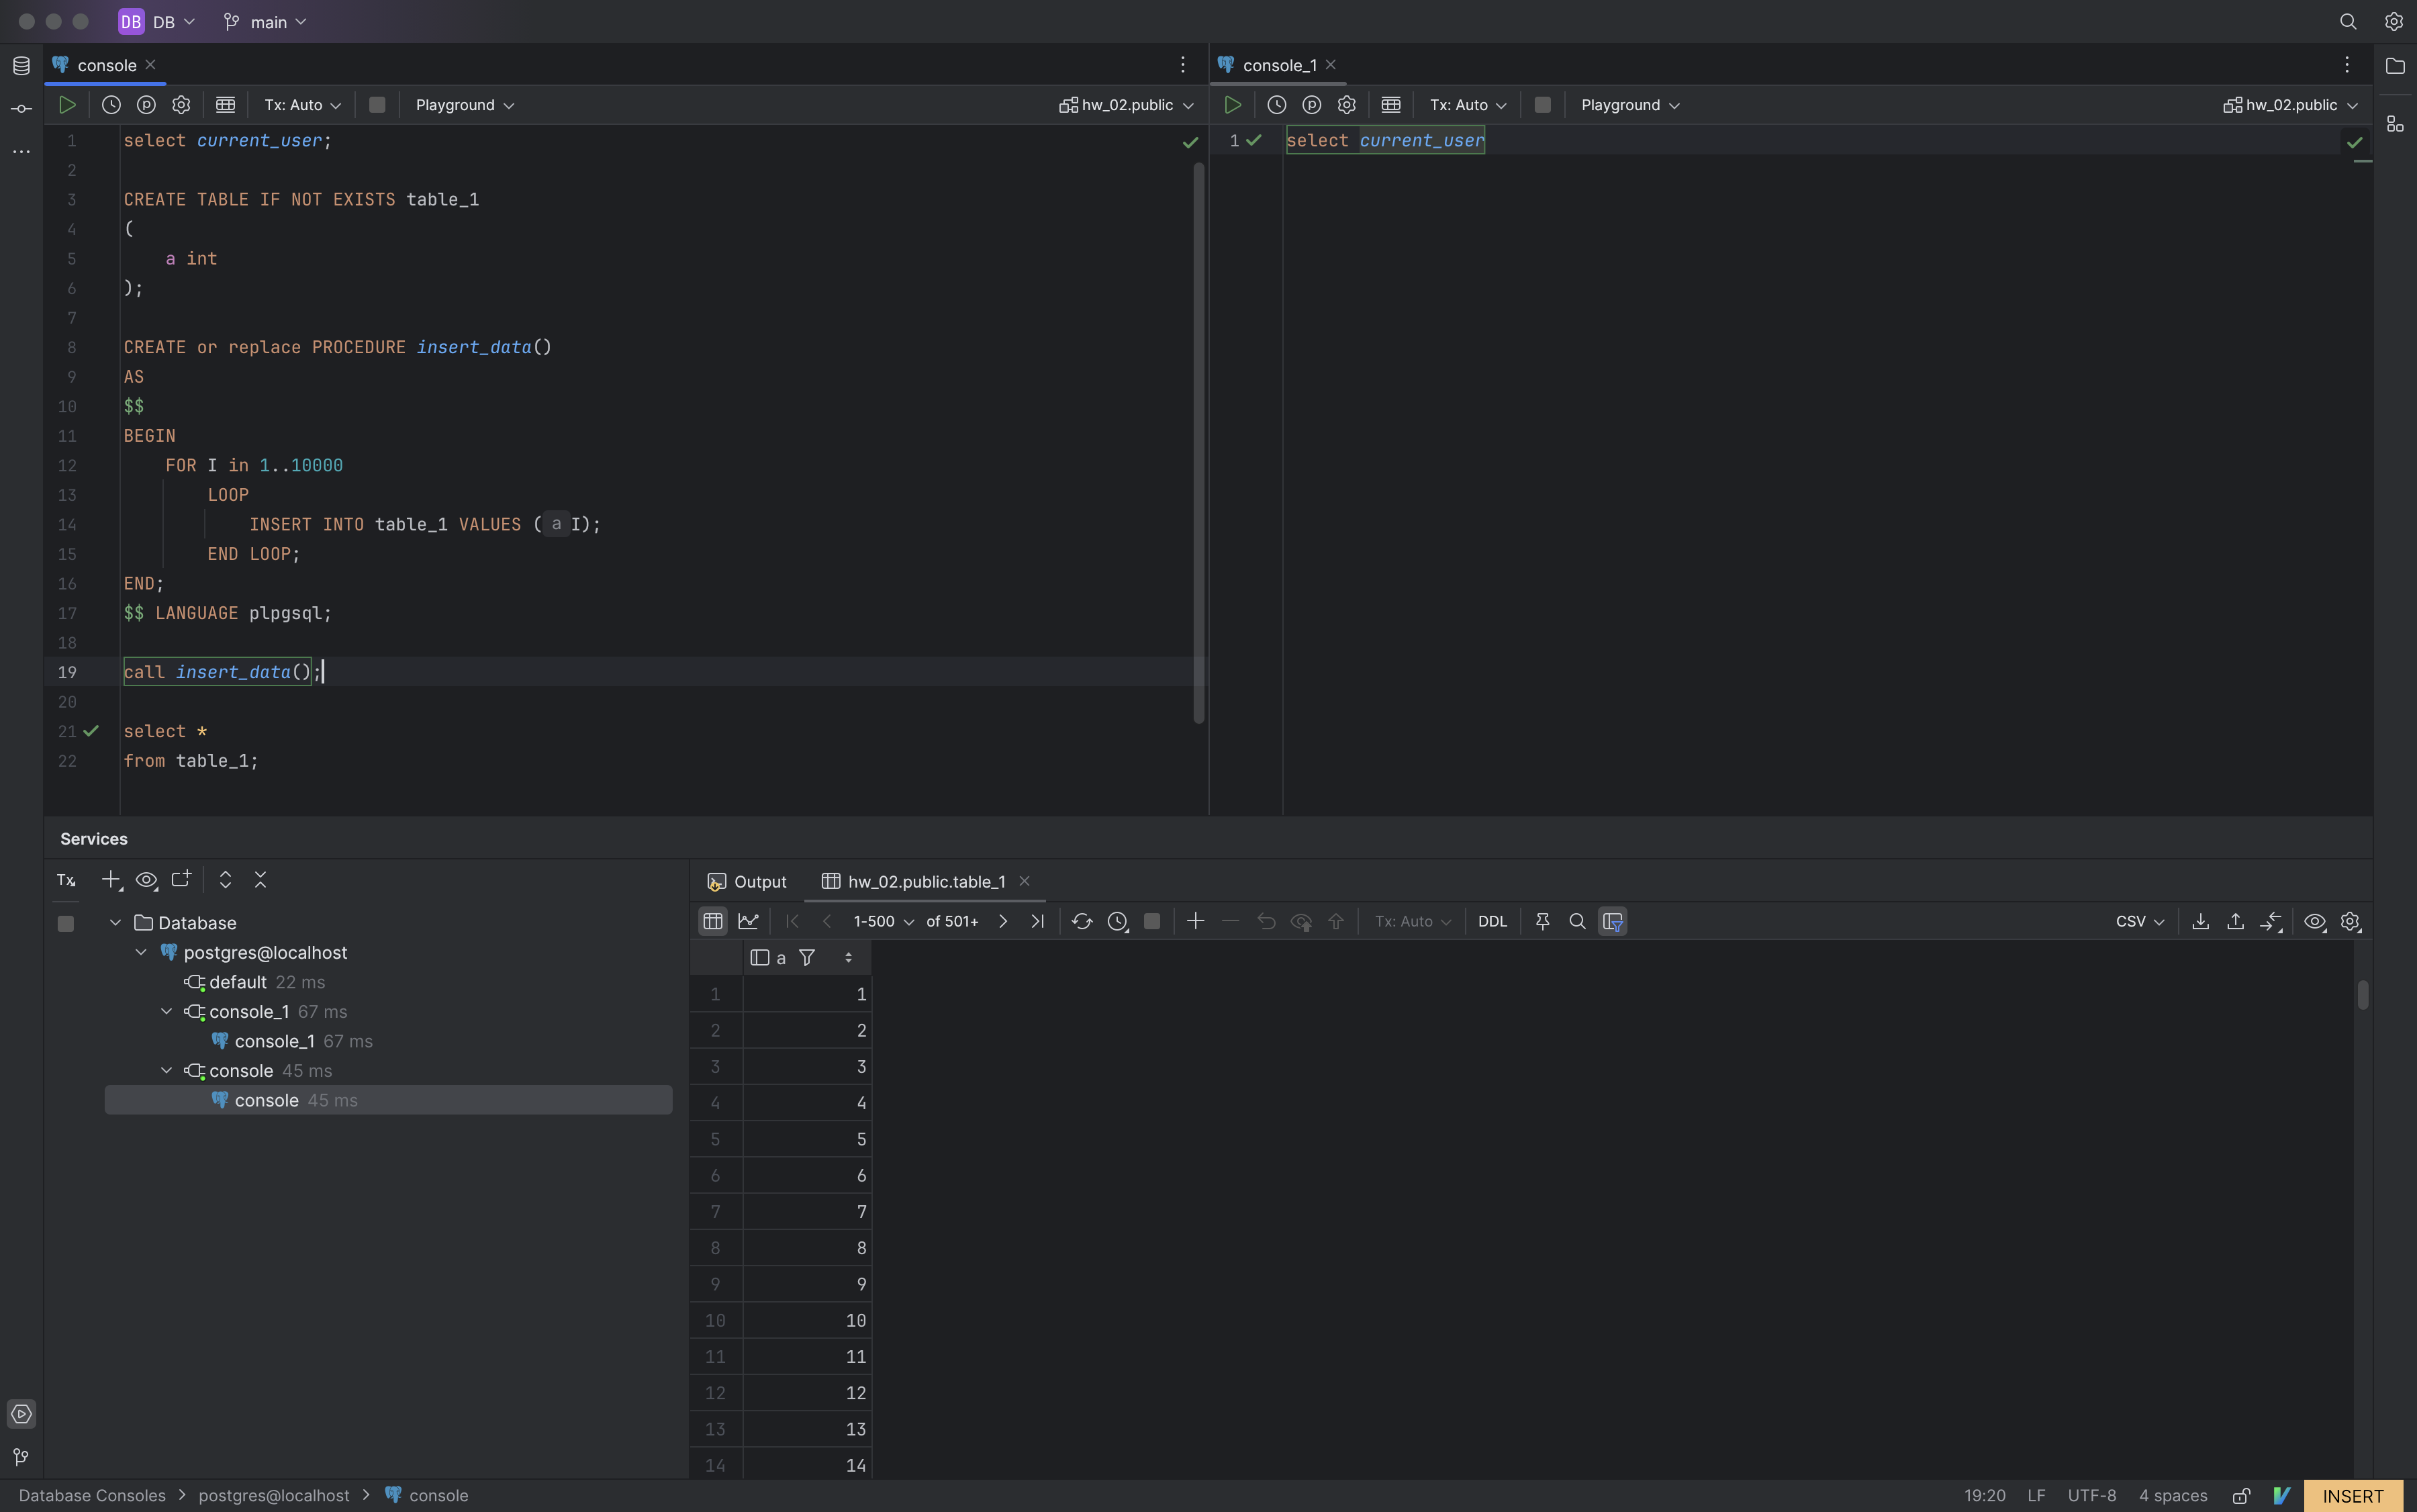 DB DB main
console
console_1
Tx: Auto Playground hw_02.public
Tx: Auto Playground hw_02.public
1 select current_user;
2
3 CREATE TABLE IF NOT EXISTS table_1
4 (
5 a int
6 );
7
8 CREATE or replace PROCEDURE insert_data()
9 AS
10 $$
11 BEGIN
12 FOR I in 1..10000
13 LOOP
14 INSERT INTO table_1 VALUES ( a I);
15 END LOOP;
16 END;
17 $$ LANGUAGE plpgsql;
18
19 call insert_data();
20
21 select *
22 from table_1;
1 select current_user
Services
Tx
Database
postgres@localhost
default 22 ms
console_1 67 ms
console_1 67 ms
console 45 ms
console 45 ms
Output hw_02.public.table_1
1-500 of 501+ Tx: Auto DDL CSV
a
1 1
2 2
3 3
4 4
5 5
6 6
7 7
8 8
9 9
10 10
11 11
12 12
13 13
14 14
Database Consoles > postgres@localhost > console
19:20 LF UTF-8 4 spaces INSERT